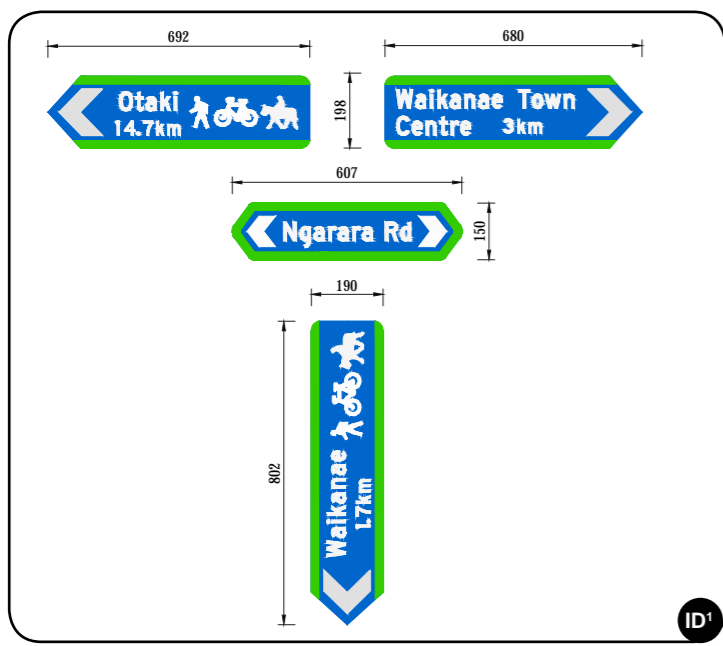 692
680
Otaki
14.7km
198
Waikanae Town
Centre 3km
607
Ngarara Rd
150
190
802
Waikanae
1.7km
ID¹